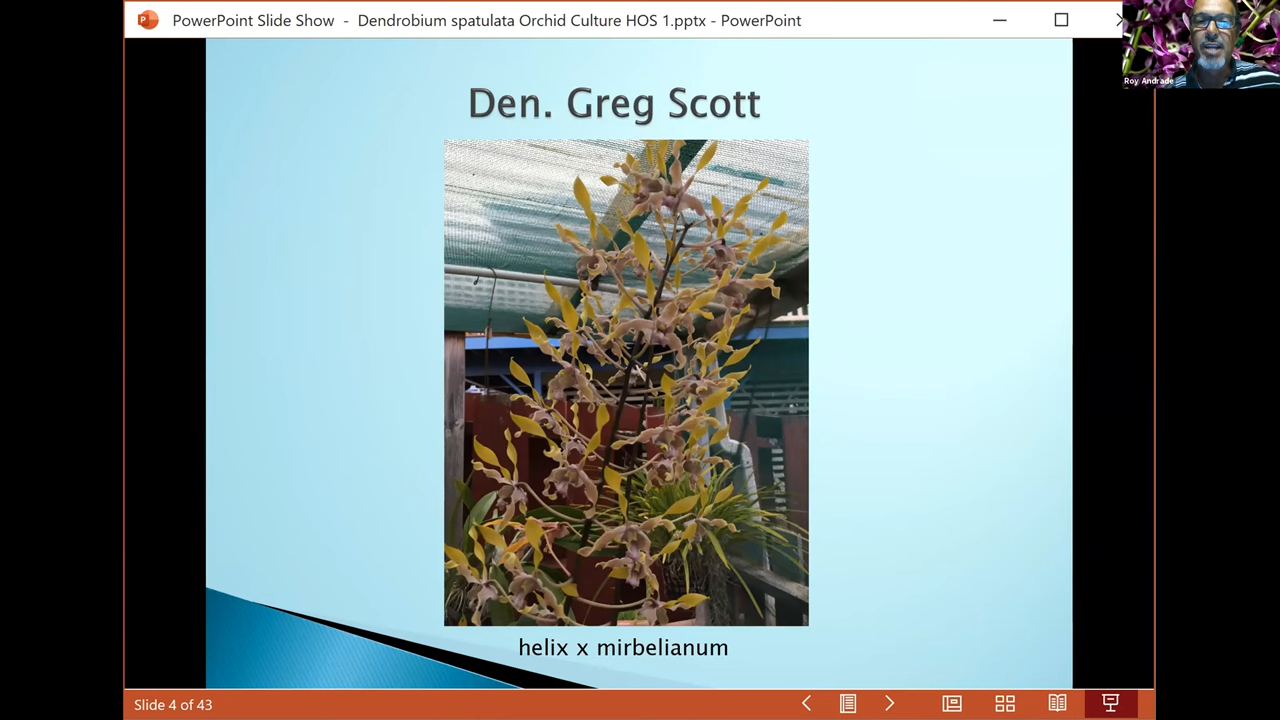 PowerPoint Slide Show - Dendrobium spatulata Orchid Culture HOS 1.pptx - PowerPoint
Roy Andrade
Den. Greg Scott
helix x mirbelianum
Slide 4 of 43